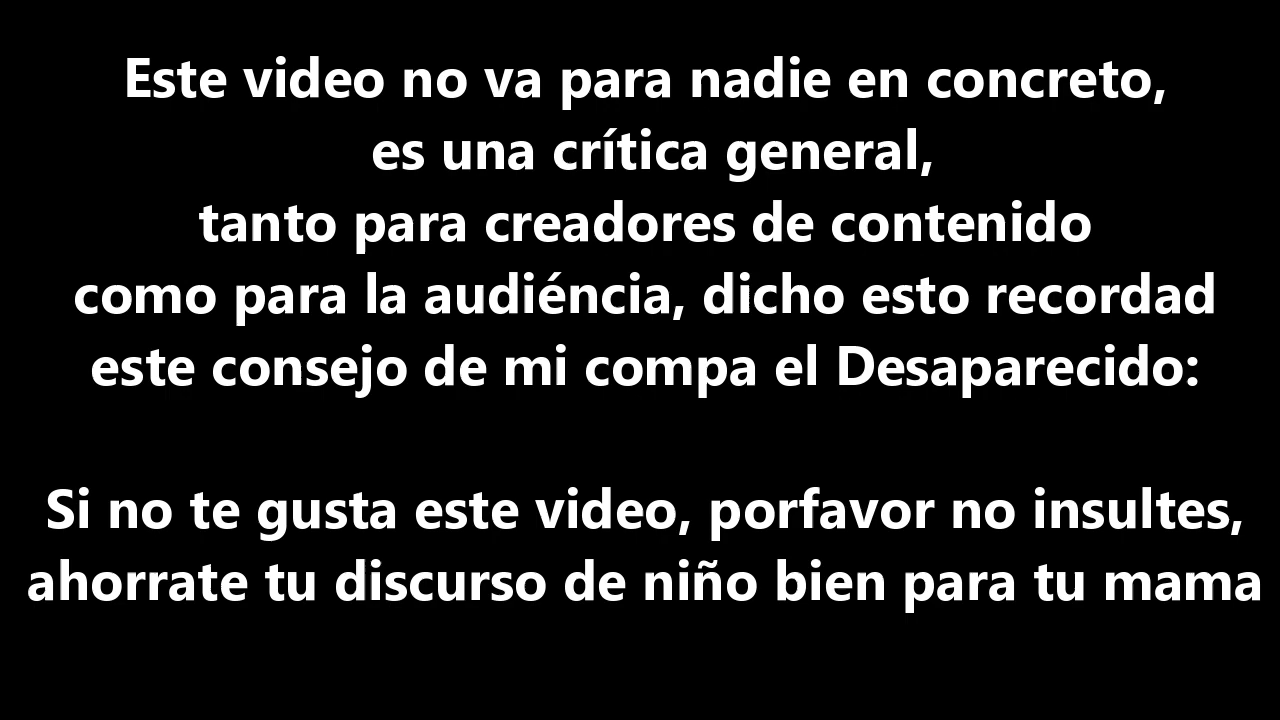 Este video no va para nadie en concreto,
es una crítica general,
tanto para creadores de contenido
como para la audiéncia, dicho esto recordad
este consejo de mi compa el Desaparecido:
Si no te gusta este video, porfavor no insultes,
ahorrate tu discurso de niño bien para tu mama